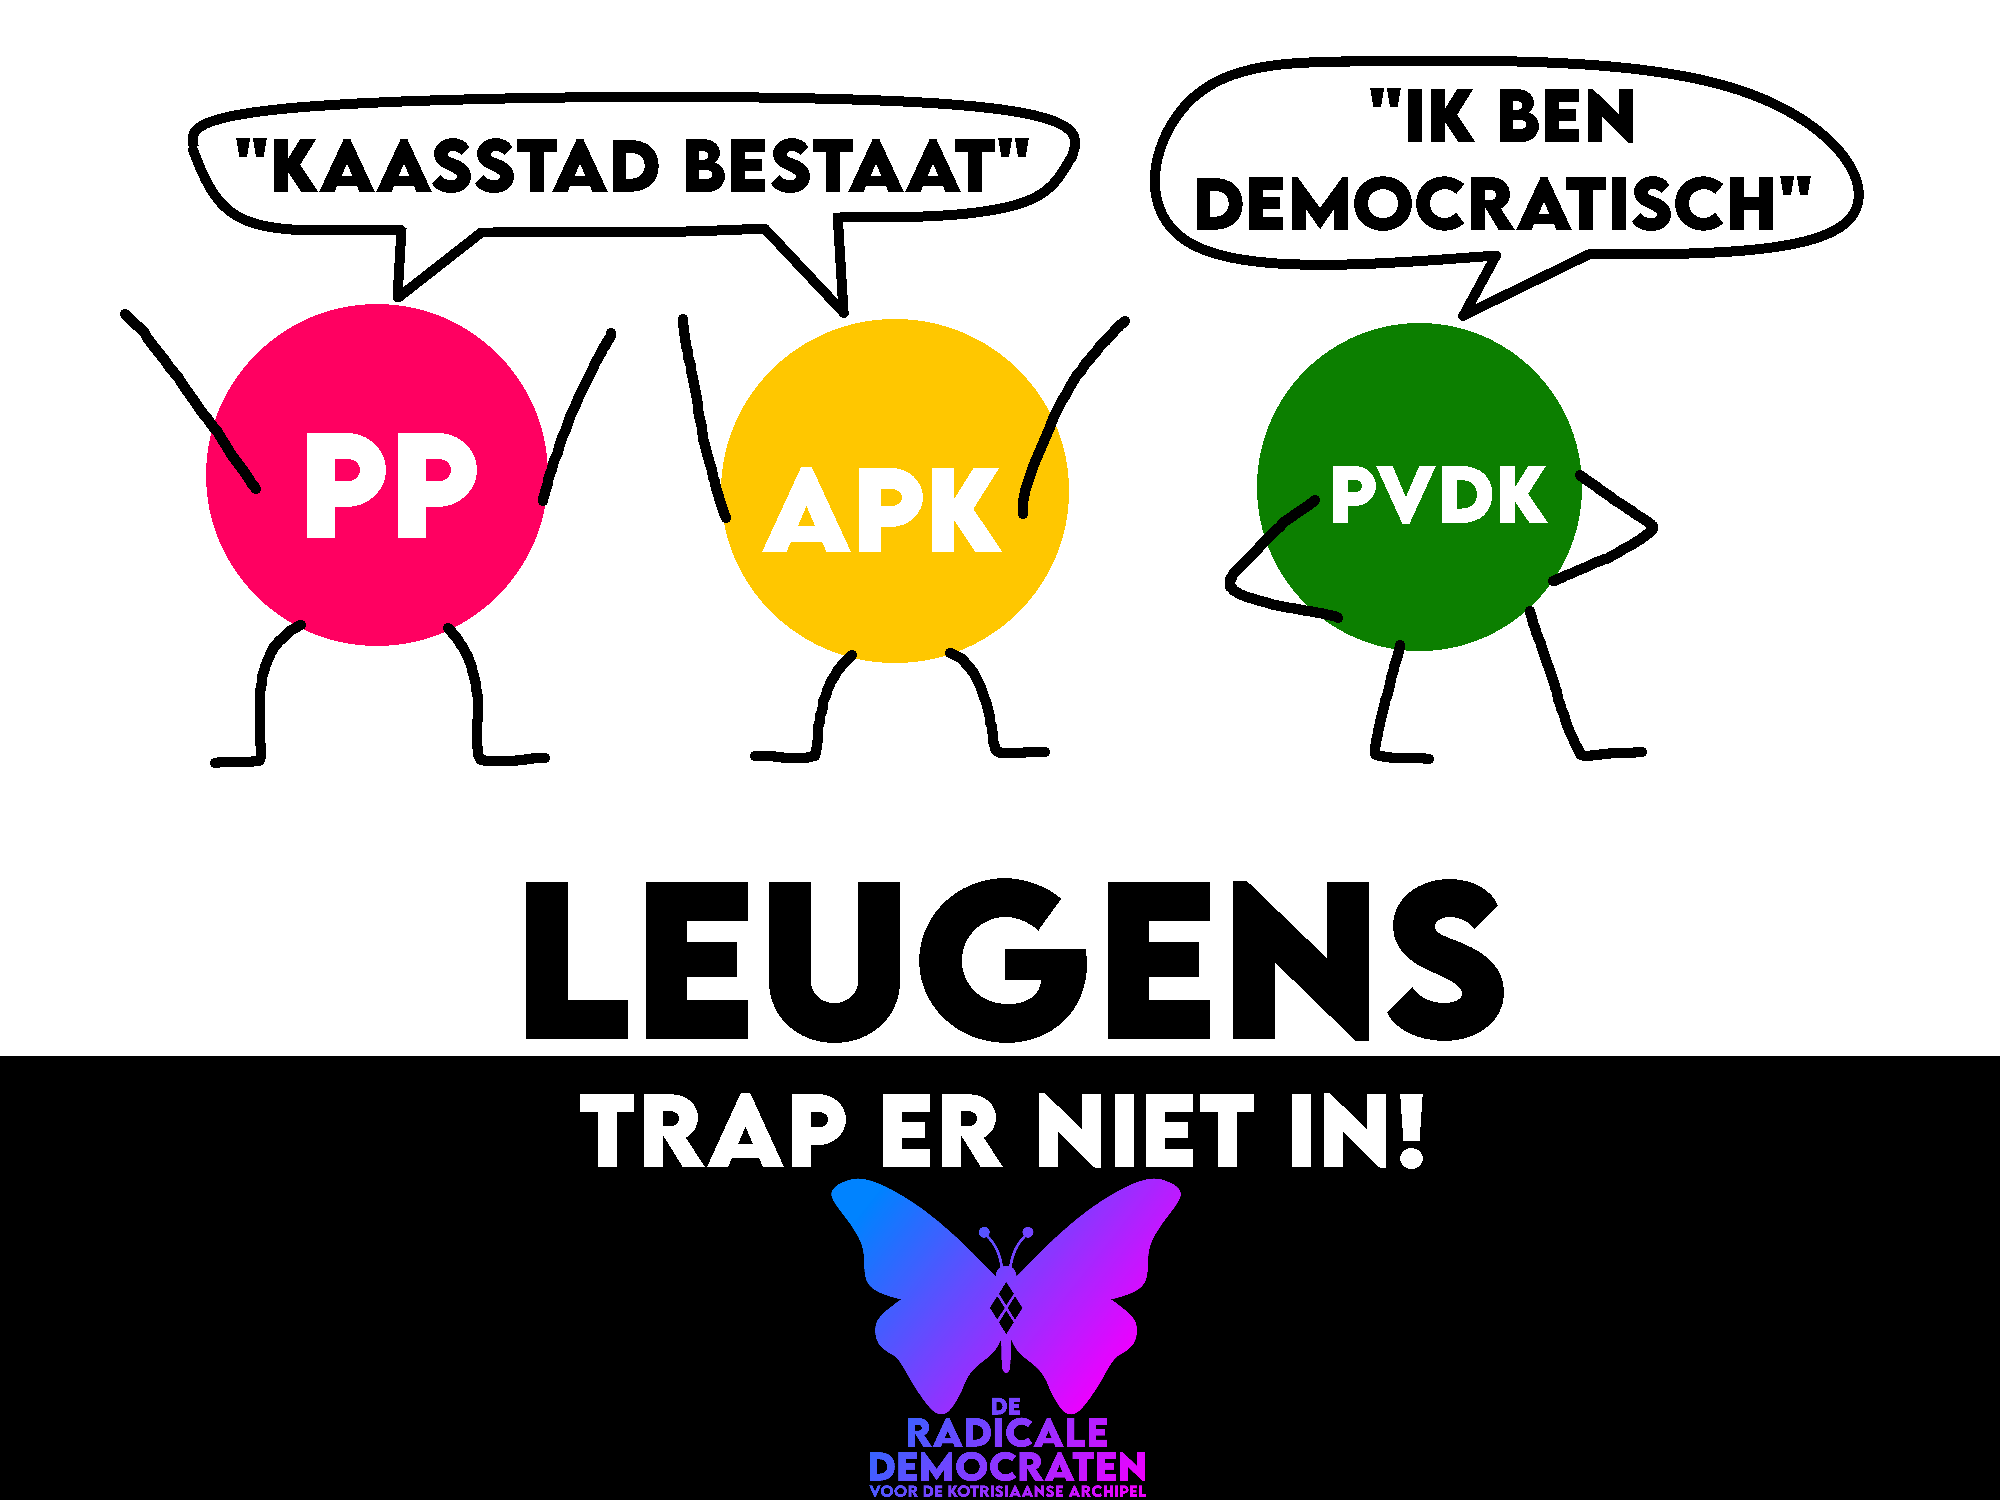 "KAASSTAD BESTAAT"
"IK BEN
DEMOCRATISCH"
PP
APK
PVDK
LEUGENS
TRAP ER NIET IN!
DE
RADICALE
DEMOCRATEN
VOOR DE KOTRISIAANSE ARCHIPEL